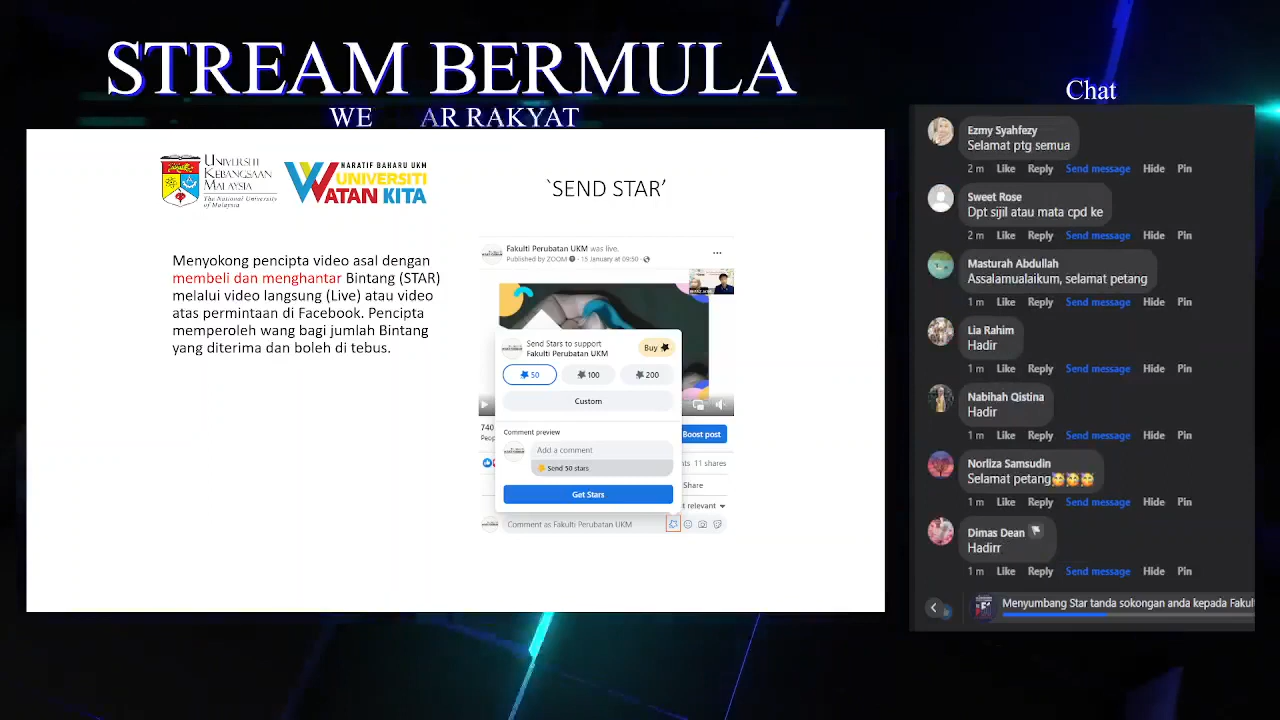 STREAM BERMULA
WE AR RAKYAT
UNIVERSITI
KEBANGSAAN
MALAYSIA
The National University
of Malaysia
NARATIF BAHARU UKM
UNIVERSITI
WATAN KITA
`SEND STAR’
Menyokong pencipta video asal dengan
membeli dan menghantar Bintang (STAR)
melalui video langsung (Live) atau video
atas permintaan di Facebook. Pencipta
memperoleh wang bagi jumlah Bintang
yang diterima dan boleh di tebus.
Fakulti Perubatan UKM was live.
Published by ZOOM · 15 January at 09:50 ·
Send Stars to support
Fakulti Perubatan UKM
Buy
50 100 200
Custom
Comment preview
Add a comment
Send 50 stars
Get Stars
740
Boost post
11 shares
Share
relevant
Comment as Fakulti Perubatan UKM
Chat
Ezmy Syahfezy
Selamat ptg semua
2 m Like Reply Send message Hide Pin
Sweet Rose
Dpt sijil atau mata cpd ke
2 m Like Reply Send message Hide Pin
Masturah Abdullah
Assalamualaikum, selamat petang
1 m Like Reply Send message Hide Pin
Lia Rahim
Hadir
1 m Like Reply Send message Hide Pin
Nabihah Qistina
Hadir
1 m Like Reply Send message Hide Pin
Noriza Samsudin
Selamat petang🥰🥰🥰
1 m Like Reply Send message Hide Pin
Dimas Dean
Hadirr
1 m Like Reply Send message Hide Pin
Menyumbang Star tanda sokongan anda kepada Fakul